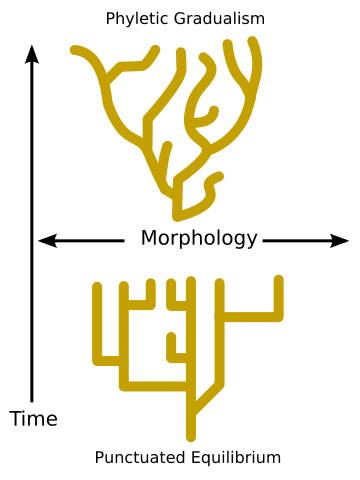 Phyletic Gradualism
Morphology
Time
Punctuated Equilibrium